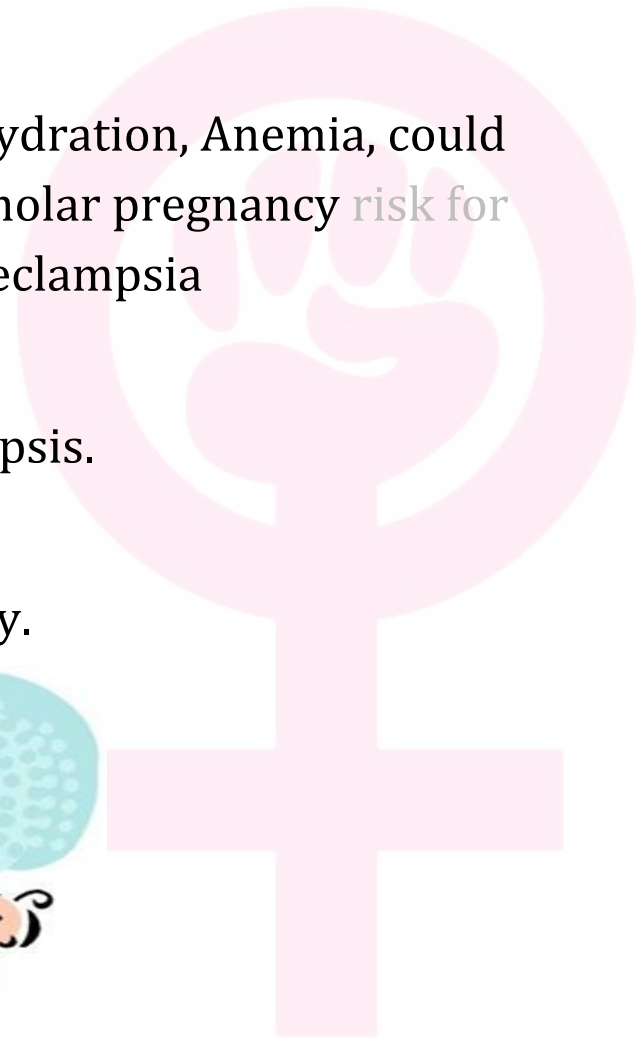 ydration, Anemia, could
nolar pregnancy risk for
eclampsia
psis.
y.